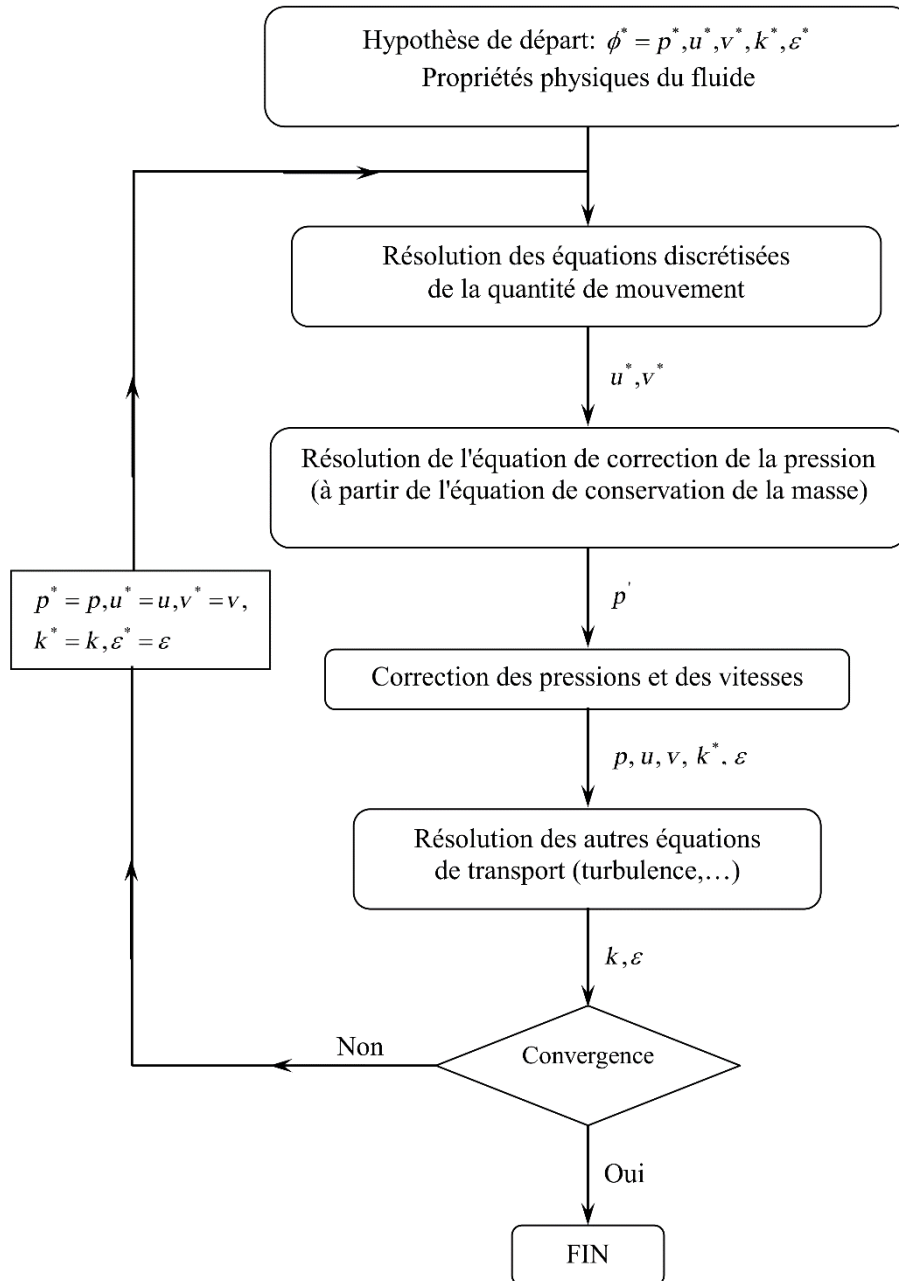 Hypothèse de départ: ϕ* = p*,u*,v*,k*,ε*
Propriétés physiques du fluide
Résolution des équations discrétisées
de la quantité de mouvement
u*,v*
Résolution de l'équation de correction de la pression
(à partir de l'équation de conservation de la masse)
p'
p* = p,u* = u,v* = v,
k* = k,ε* = ε
Correction des pressions et des vitesses
p, u, v, k*, ε
Résolution des autres équations
de transport (turbulence,…)
k,ε
Non
Convergence
Oui
FIN